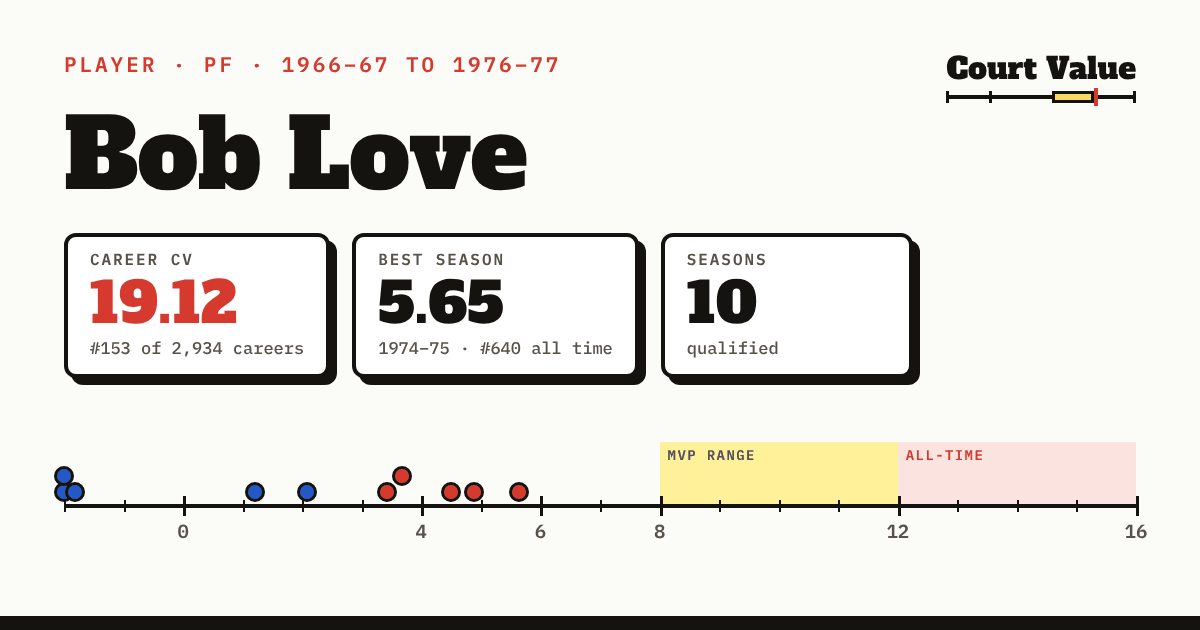 PLAYER · PF · 1966–67 TO 1976–77
Court Value
Bob Love
CAREER CV
19.12
#153 of 2,934 careers
BEST SEASON
5.65
1974–75 · #640 all time
SEASONS
10
qualified
MVP RANGE
ALL-TIME
0 4 6 8 12 16